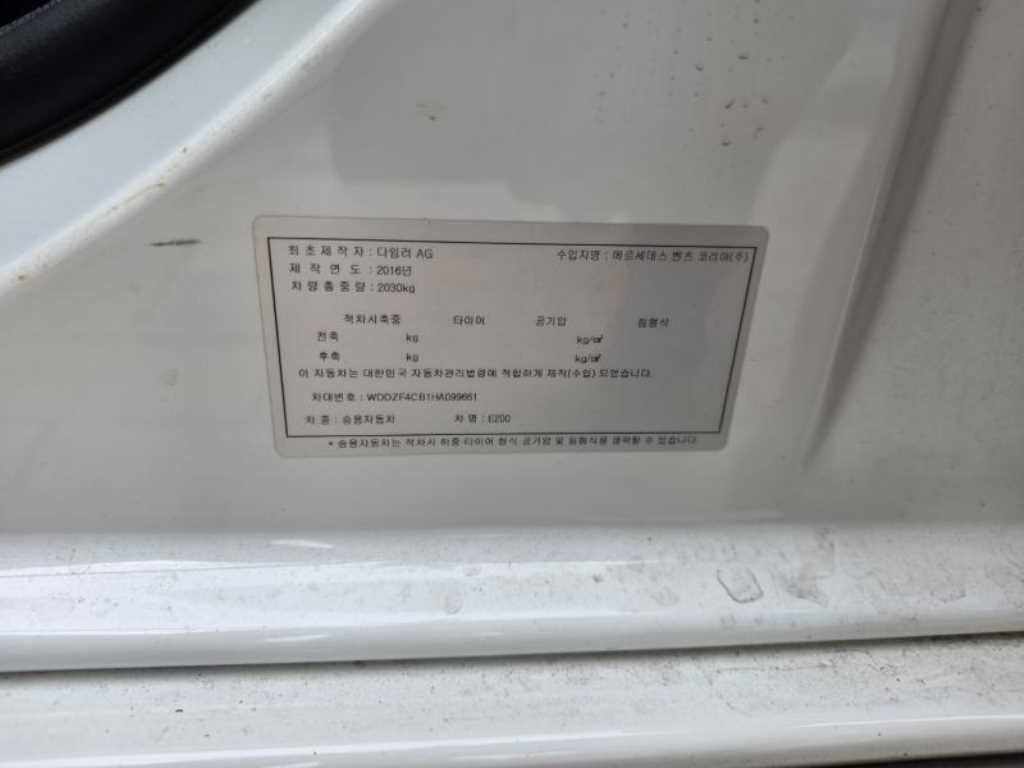 최초제작자 : 다임러 AG 수입자명 : 메르세데스 벤츠 코리아(주)
제 작 연 도 : 2016년
차 량 총 중 량 : 2030kg
적차시축중 타이어 공기압 림형식
전축 kg kg/㎠
후축 kg kg/㎠
이 자동차는 대한민국 자동차관리법령에 적합하게 제작(수입) 되었습니다.
차대번호 : WDDZF4CB1HA099661
차 종 : 승용자동차 차 명 : E200
* 승용자동차는 적차시 하중 타이어 형식 공기압 및 림형식을 생략할 수 있습니다.